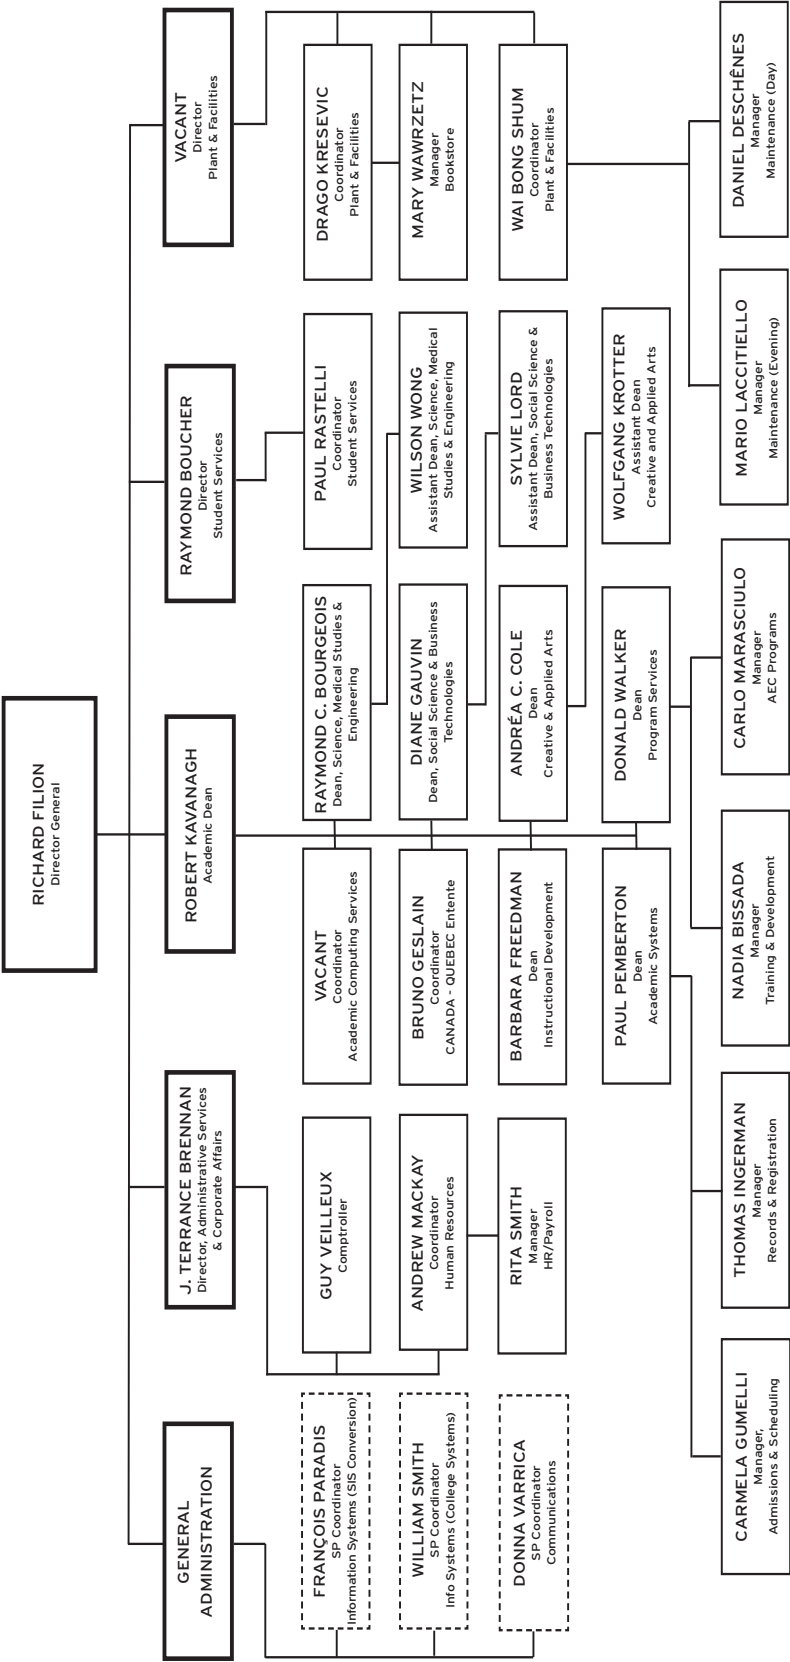 RICHARD FILION
Director General
GENERAL
ADMINISTRATION
J. TERRANCE BRENNAN
Director, Administrative Services
& Corporate Affairs
ROBERT KAVANAGH
Academic Dean
RAYMOND BOUCHER
Director
Student Services
VACANT
Director
Plant & Facilities
FRANÇOIS PARADIS
SP Coordinator
Information Systems (SIS Conversion)
GUY VEILLEUX
Comptroller
VACANT
Coordinator
Academic Computing Services
RAYMOND C. BOURGEOIS
Dean, Science, Medical Studies &
Engineering
PAUL RASTELLI
Coordinator
Student Services
DRAGO KRESEVIC
Coordinator
Plant & Facilities
WILLIAM SMITH
SP Coordinator
Info Systems (College Systems)
ANDREW MACKAY
Coordinator
Human Resources
BRUNO GESLAIN
Coordinator
CANADA - QUEBEC Entente
DIANE GAUVIN
Dean, Social Science & Business
Technologies
WILSON WONG
Assistant Dean, Science, Medical
Studies & Engineering
MARY WAWRZETZ
Manager
Bookstore
DONNA VARRICA
SP Coordinator
Communications
RITA SMITH
Manager
HR/Payroll
BARBARA FREEDMAN
Dean
Instructional Development
ANDRÉA C. COLE
Dean
Creative & Applied Arts
SYLVIE LORD
Assistant Dean, Social Science &
Business Technologies
WAI BONG SHUM
Coordinator
Plant & Facilities
PAUL PEMBERTON
Dean
Academic Systems
DONALD WALKER
Dean
Program Services
WOLFGANG KROTTER
Assistant Dean
Creative and Applied Arts
CARMELA GUMELLI
Manager,
Admissions & Scheduling
THOMAS INGERMAN
Manager
Records & Registration
NADIA BISSADA
Manager
Training & Development
CARLO MARASCIULO
Manager
AEC Programs
MARIO LACCITIELLO
Manager
Maintenance (Evening)
DANIEL DESCHÊNES
Manager
Maintenance (Day)